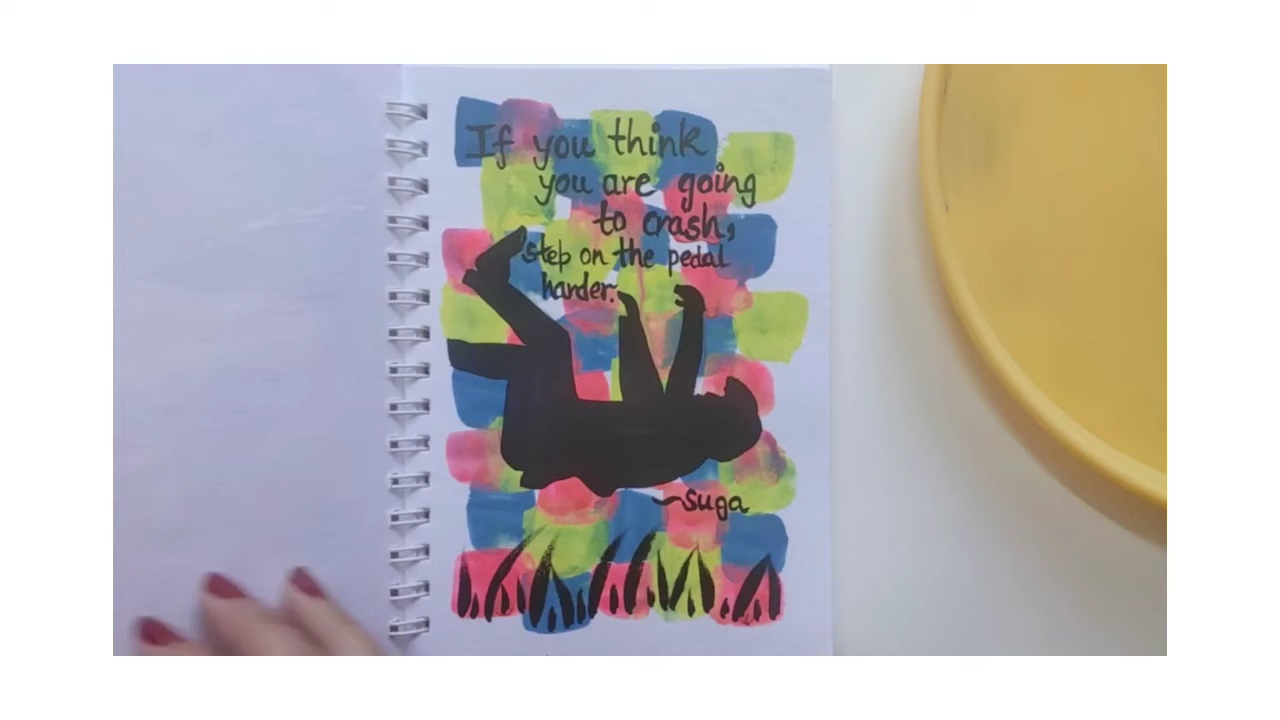 If you think
you are going
to crash,
step on the pedal
harder.
~Suga